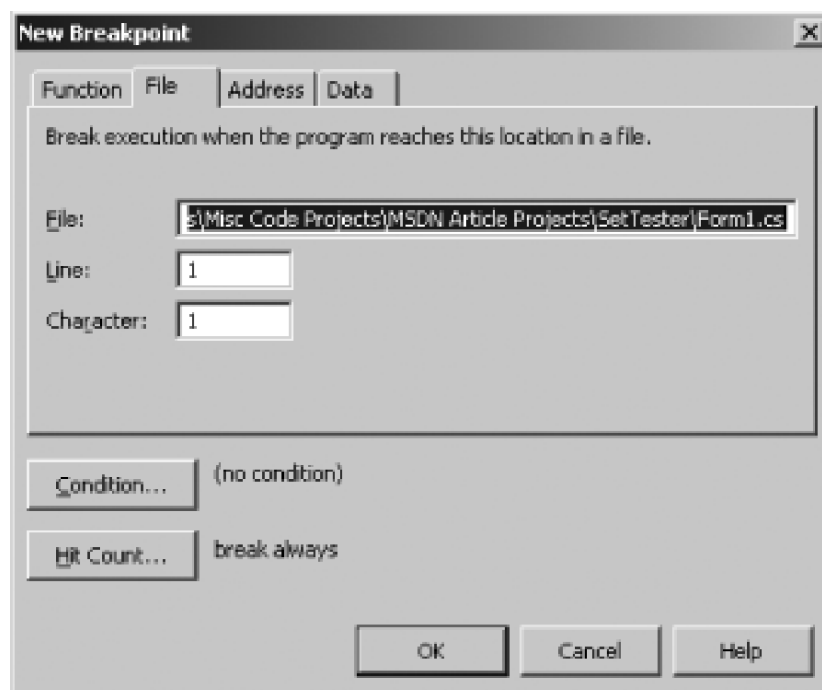 New Breakpoint
Function File Address Data
Break execution when the program reaches this location in a file.
File: s\Misc Code Projects\MSDN Article Projects\SetTester\Form1.cs
Line: 1
Character: 1
Condition... (no condition)
Hit Count... break always
OK Cancel Help